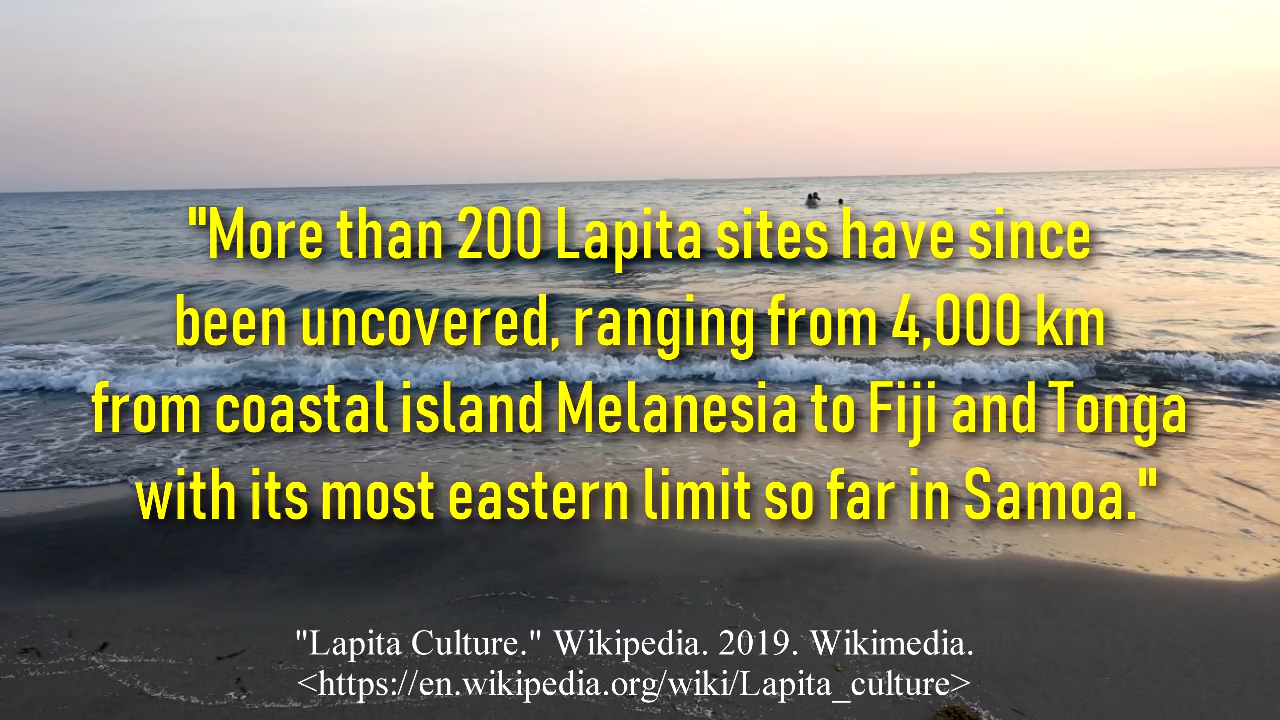 "More than 200 Lapita sites have since
been uncovered, ranging from 4,000 km
from coastal island Melanesia to Fiji and Tonga
with its most eastern limit so far in Samoa."
"Lapita Culture." Wikipedia. 2019. Wikimedia.
<https://en.wikipedia.org/wiki/Lapita_culture>